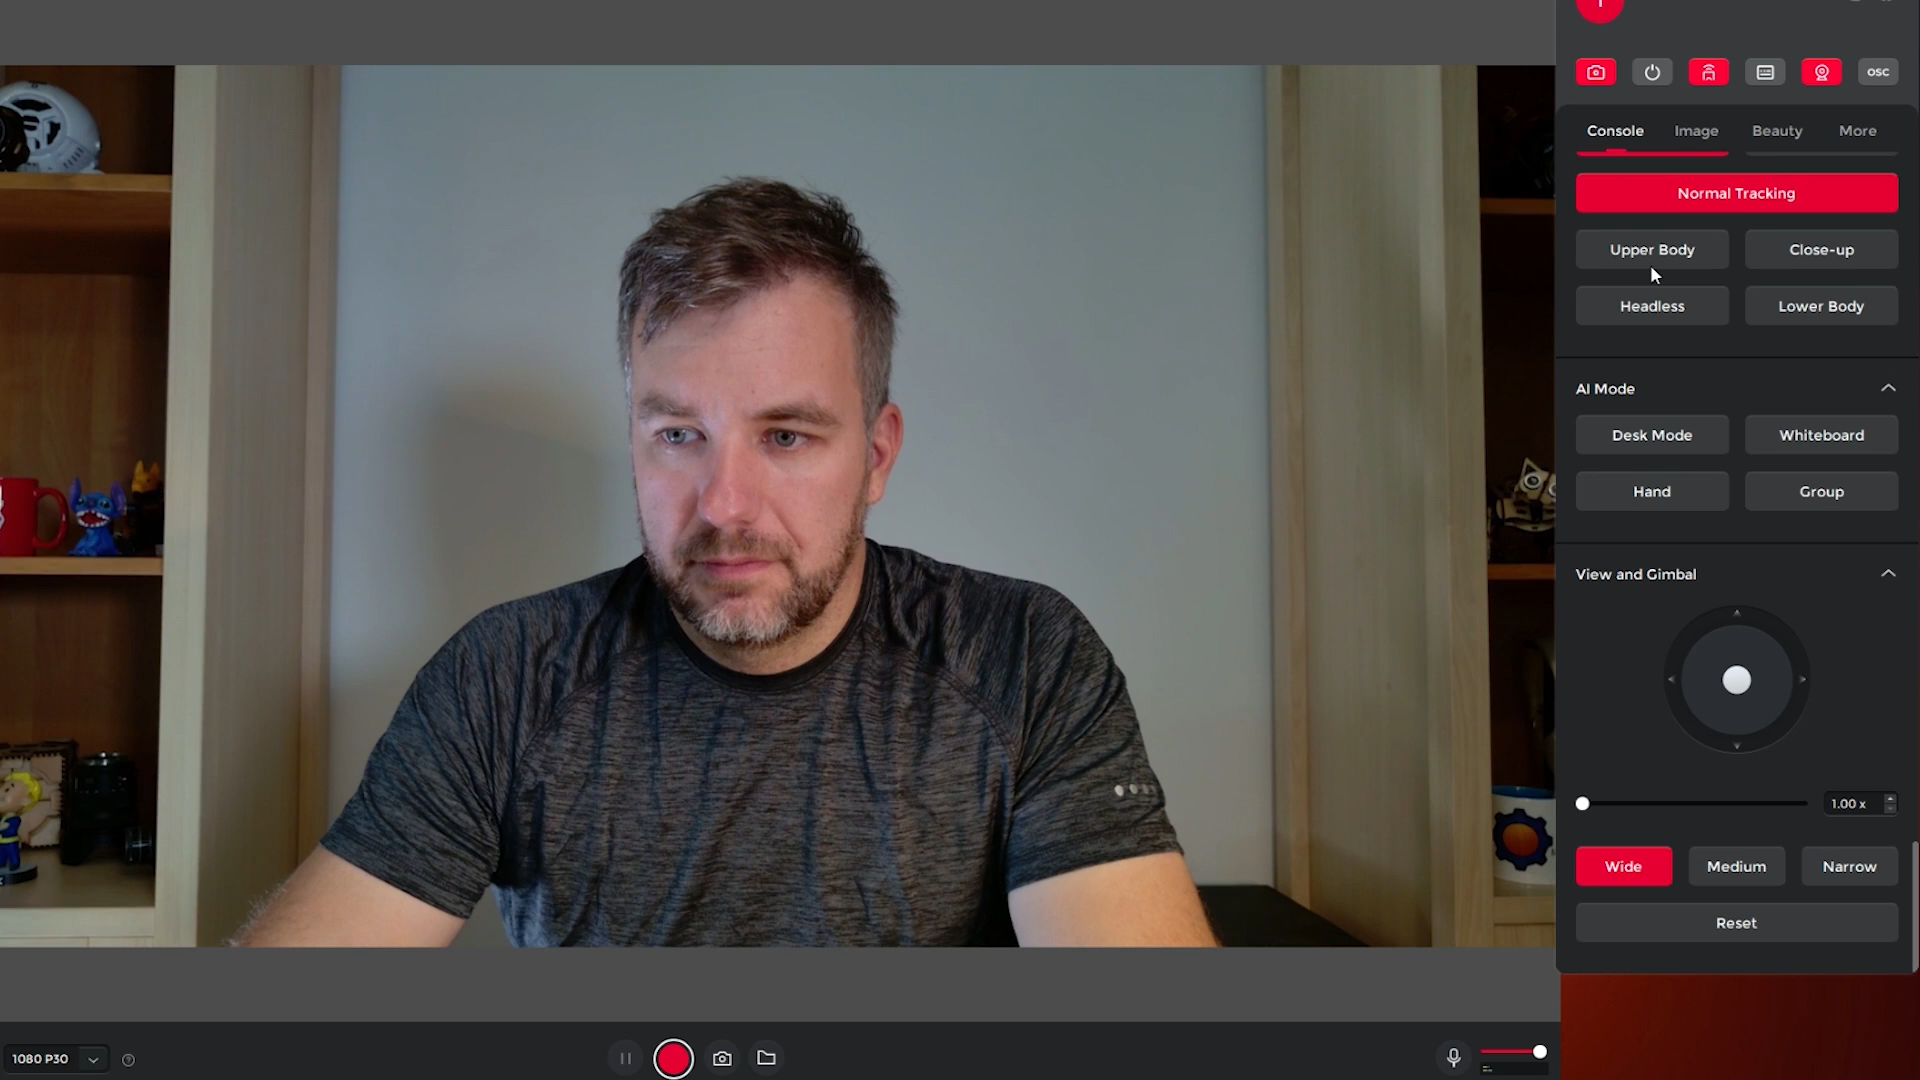 OSC
Console Image Beauty More
Normal Tracking
Upper Body Close-up
Headless Lower Body
AI Mode
Desk Mode Whiteboard
Hand Group
View and Gimbal
1.00 x
Wide Medium Narrow
Reset
1080 P30